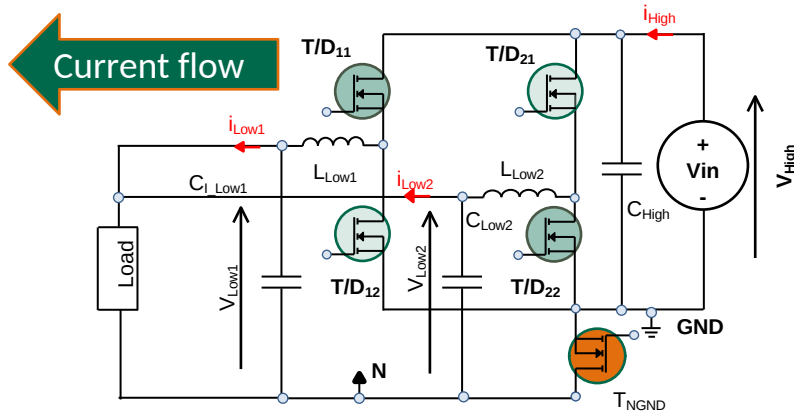 Current flow
T/D11
T/D21
iHigh
iLow1
LLow1
LLow2
CI_Low1
iLow2
CLow2
CHigh
+
Vin
-
VHigh
Load
VLow1
T/D12
VLow2
T/D22
GND
N
TNGND